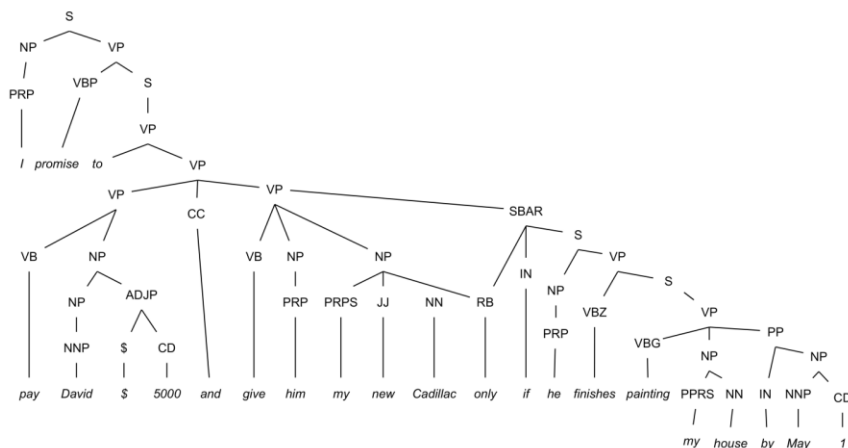 S
NP VP
PRP VBP S
VP
I promise to VP
VP CC VP SBAR
VB NP VB NP NP IN S
NP VP
NP ADJP PRP PRPS JJ NN RB VBZ S
PRP VP
NNP $ CD VBG PP
NP NP
pay David $ 5000 and give him my new Cadillac only if he finishes painting PPRS NN IN NNP CD
my house by May 1